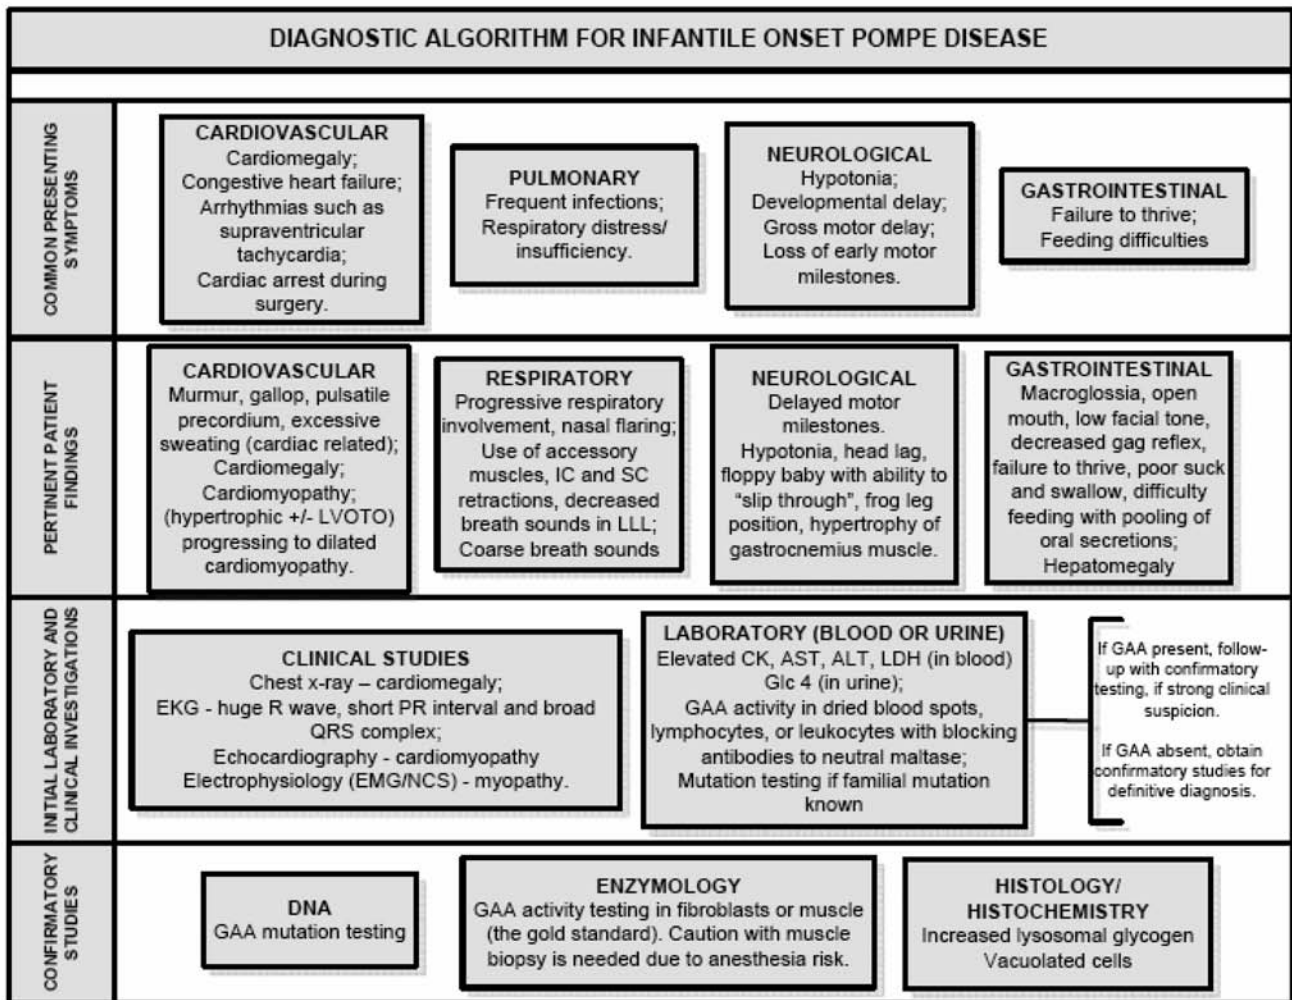 DIAGNOSTIC ALGORITHM FOR INFANTILE ONSET POMPE DISEASE
COMMON PRESENTING
SYMPTOMS
CARDIOVASCULAR
Cardiomegaly;
Congestive heart failure;
Arrhythmias such as
supraventricular
tachycardia;
Cardiac arrest during
surgery.
PULMONARY
Frequent infections;
Respiratory distress/
insufficiency.
NEUROLOGICAL
Hypotonia;
Developmental delay;
Gross motor delay;
Loss of early motor
milestones.
GASTROINTESTINAL
Failure to thrive;
Feeding difficulties
PERTINENT PATIENT
FINDINGS
CARDIOVASCULAR
Murmur, gallop, pulsatile
precordium, excessive
sweating (cardiac related);
Cardiomegaly;
Cardiomyopathy;
(hypertrophic +/- LVOTO)
progressing to dilated
cardiomyopathy.
RESPIRATORY
Progressive respiratory
involvement, nasal flaring;
Use of accessory
muscles, IC and SC
retractions, decreased
breath sounds in LLL;
Coarse breath sounds
NEUROLOGICAL
Delayed motor
milestones.
Hypotonia, head lag,
floppy baby with ability to
“slip through”, frog leg
position, hypertrophy of
gastrocnemius muscle.
GASTROINTESTINAL
Macroglossia, open
mouth, low facial tone,
decreased gag reflex,
failure to thrive, poor suck
and swallow, difficulty
feeding with pooling of
oral secretions;
Hepatomegaly
INITIAL LABORATORY AND
CLINICAL INVESTIGATIONS
CLINICAL STUDIES
Chest x-ray – cardiomegaly;
EKG - huge R wave, short PR interval and broad
QRS complex;
Echocardiography - cardiomyopathy
Electrophysiology (EMG/NCS) - myopathy.
LABORATORY (BLOOD OR URINE)
Elevated CK, AST, ALT, LDH (in blood)
Glc 4 (in urine);
GAA activity in dried blood spots,
lymphocytes, or leukocytes with blocking
antibodies to neutral maltase;
Mutation testing if familial mutation
known
If GAA present, follow-
up with confirmatory
testing, if strong clinical
suspicion.
If GAA absent, obtain
confirmatory studies for
definitive diagnosis.
CONFIRMATORY
STUDIES
DNA
GAA mutation testing
ENZYMOLOGY
GAA activity testing in fibroblasts or muscle
(the gold standard). Caution with muscle
biopsy is needed due to anesthesia risk.
HISTOLOGY/
HISTOCHEMISTRY
Increased lysosomal glycogen
Vacuolated cells